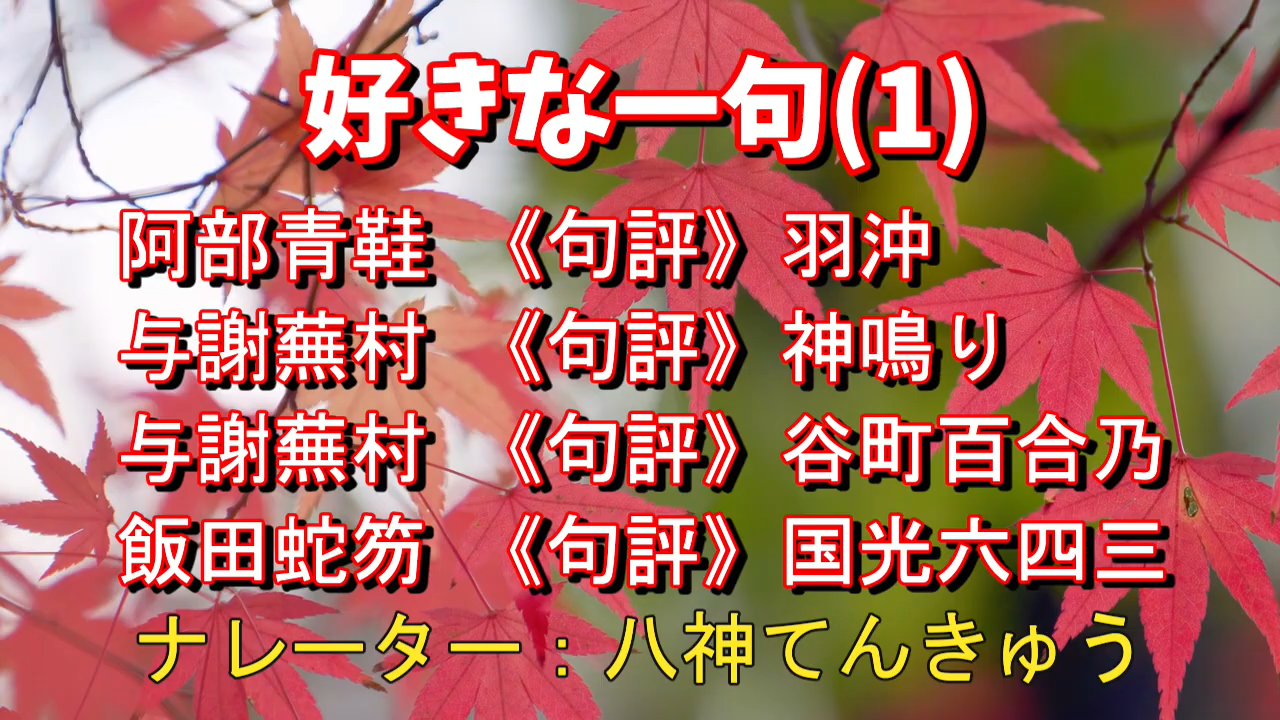 好きな一句(1)
阿部青鞋 《句評》羽沖
与謝蕪村 《句評》神鳴り
与謝蕪村 《句評》谷町百合乃
飯田蛇笏 《句評》国光六四三
ナレーター：八神てんきゅう